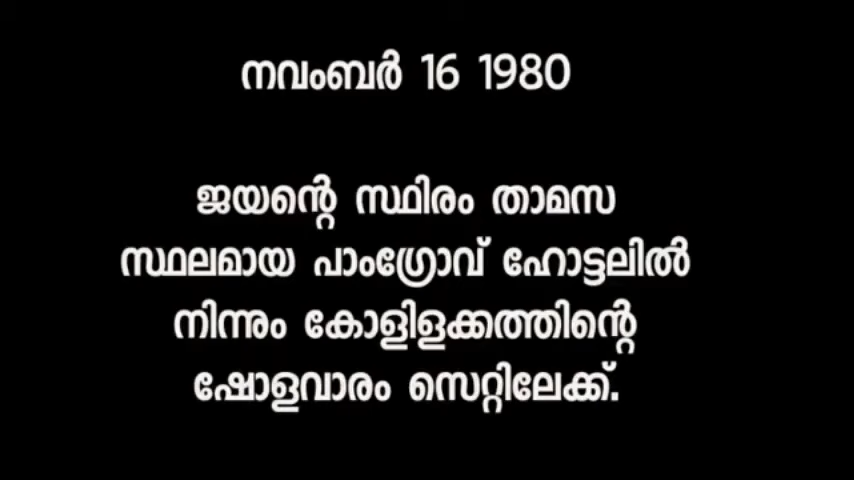 നവംബർ 16 1980
ജയന്റെ സ്ഥിരം താമസ
സ്ഥലമായ പാംഗ്രോവ് ഹോട്ടലിൽ
നിന്നും കോളിളക്കത്തിന്റെ
ഷോളവാരം സെറ്റിലേക്ക്.